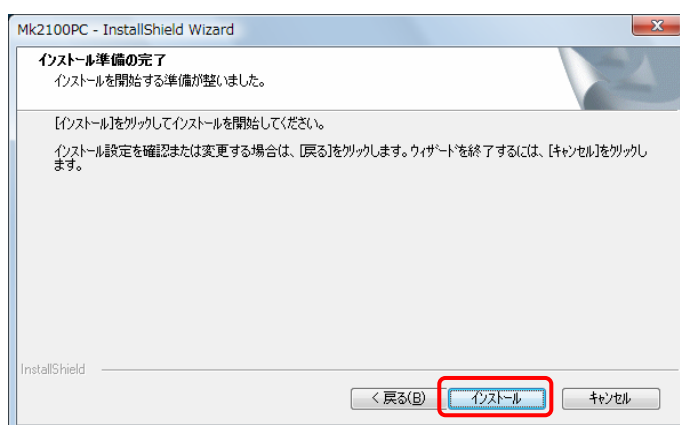 Mk2100PC - InstallShield Wizard
インストール準備の完了
インストールを開始する準備が整いました。
[インストール]をクリックしてインストールを開始してください。
インストール設定を確認または変更する場合は、[戻る]をクリックします。ウィザードを終了するには、[キャンセル]をクリックし
ます。
InstallShield
< 戻る(B) インストール キャンセル